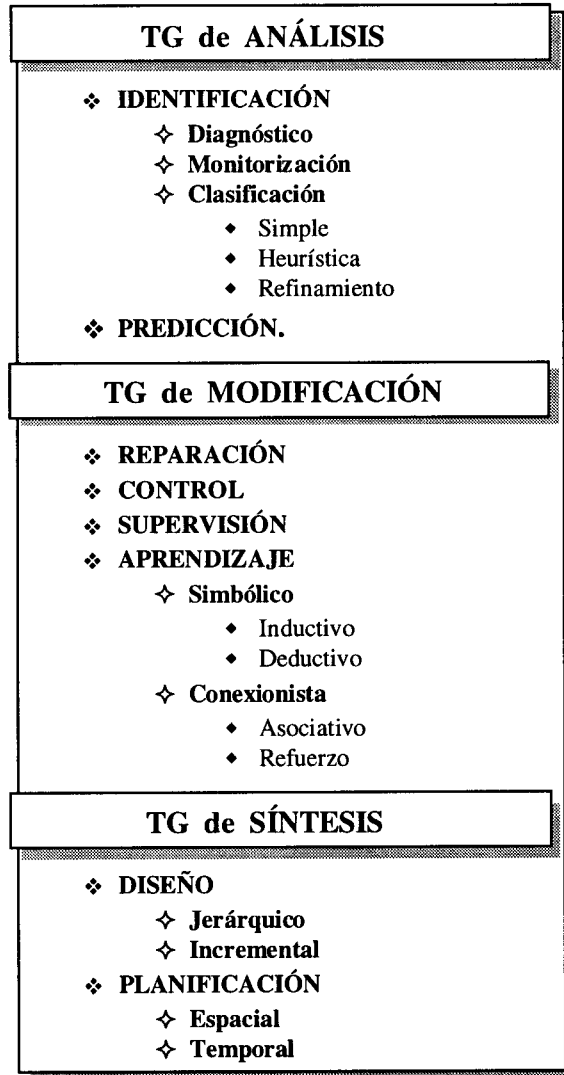 TG de ANÁLISIS
❖ IDENTIFICACIÓN
✧ Diagnóstico
✧ Monitorización
✧ Clasificación
◆ Simple
◆ Heurística
◆ Refinamiento
❖ PREDICCIÓN.
TG de MODIFICACIÓN
❖ REPARACIÓN
❖ CONTROL
❖ SUPERVISIÓN
❖ APRENDIZAJE
✧ Simbólico
◆ Inductivo
◆ Deductivo
✧ Conexionista
◆ Asociativo
◆ Refuerzo
TG de SÍNTESIS
❖ DISEÑO
✧ Jerárquico
✧ Incremental
❖ PLANIFICACIÓN
✧ Espacial
✧ Temporal